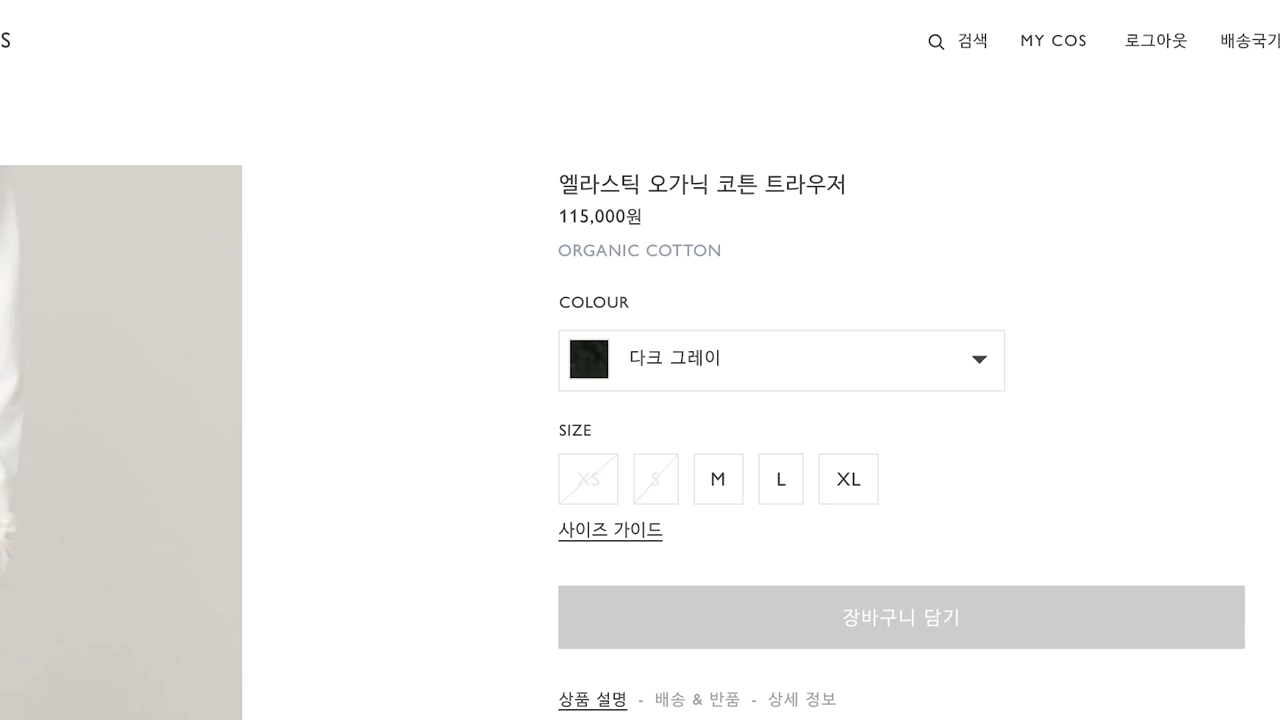 S 검색 MY COS 로그아웃 배송국가
엘라스틱 오가닉 코튼 트라우저
115,000원
ORGANIC COTTON
COLOUR
다크 그레이
SIZE
XS S M L XL
사이즈 가이드
장바구니 담기
상품 설명 - 배송 & 반품 - 상세 정보